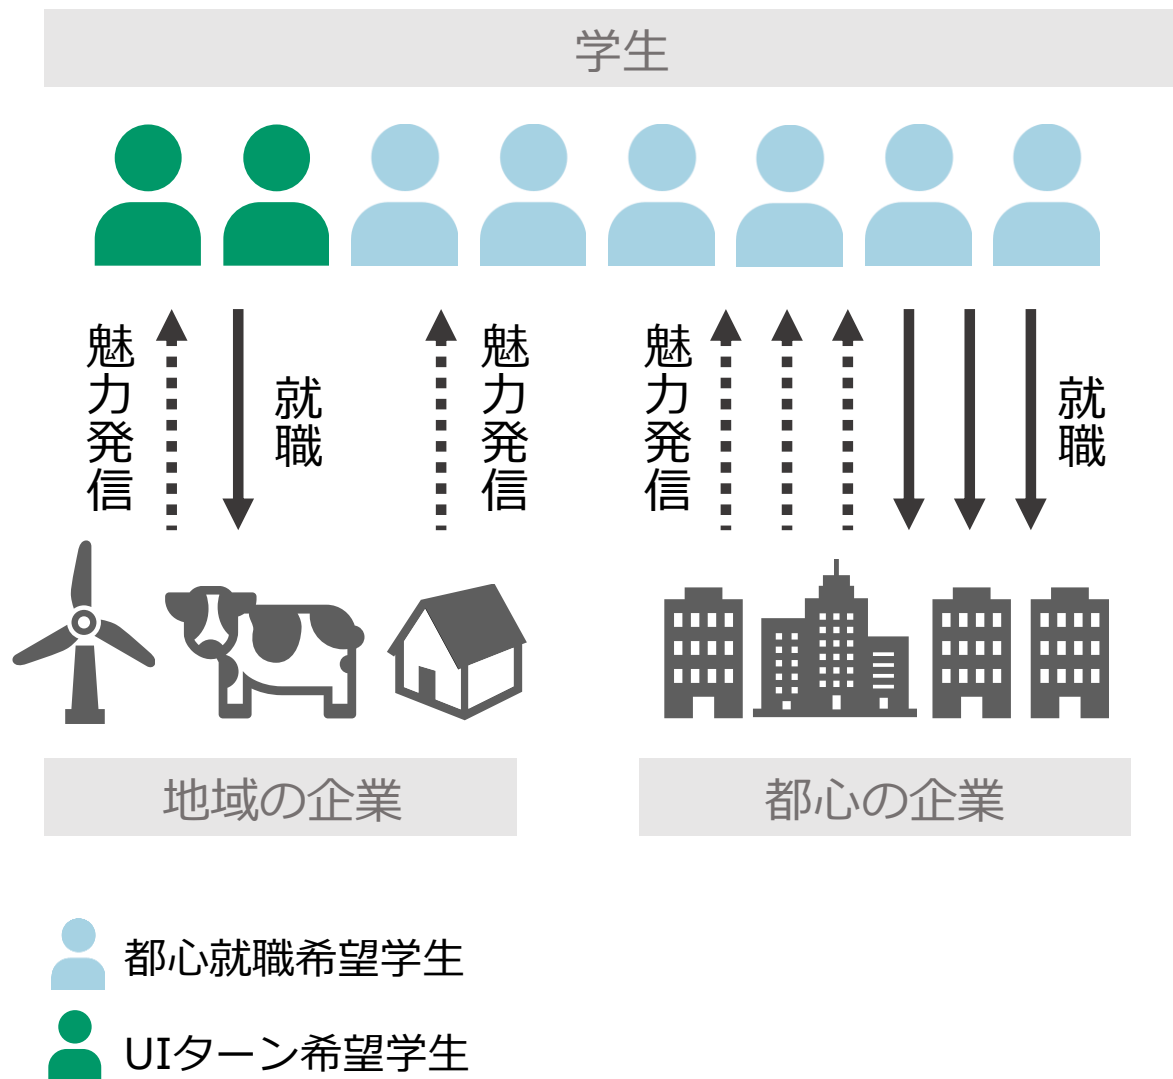 学生
魅力発信
就職
魅力発信
魅力発信
就職
地域の企業
都心の企業
都心就職希望学生
UIターン希望学生